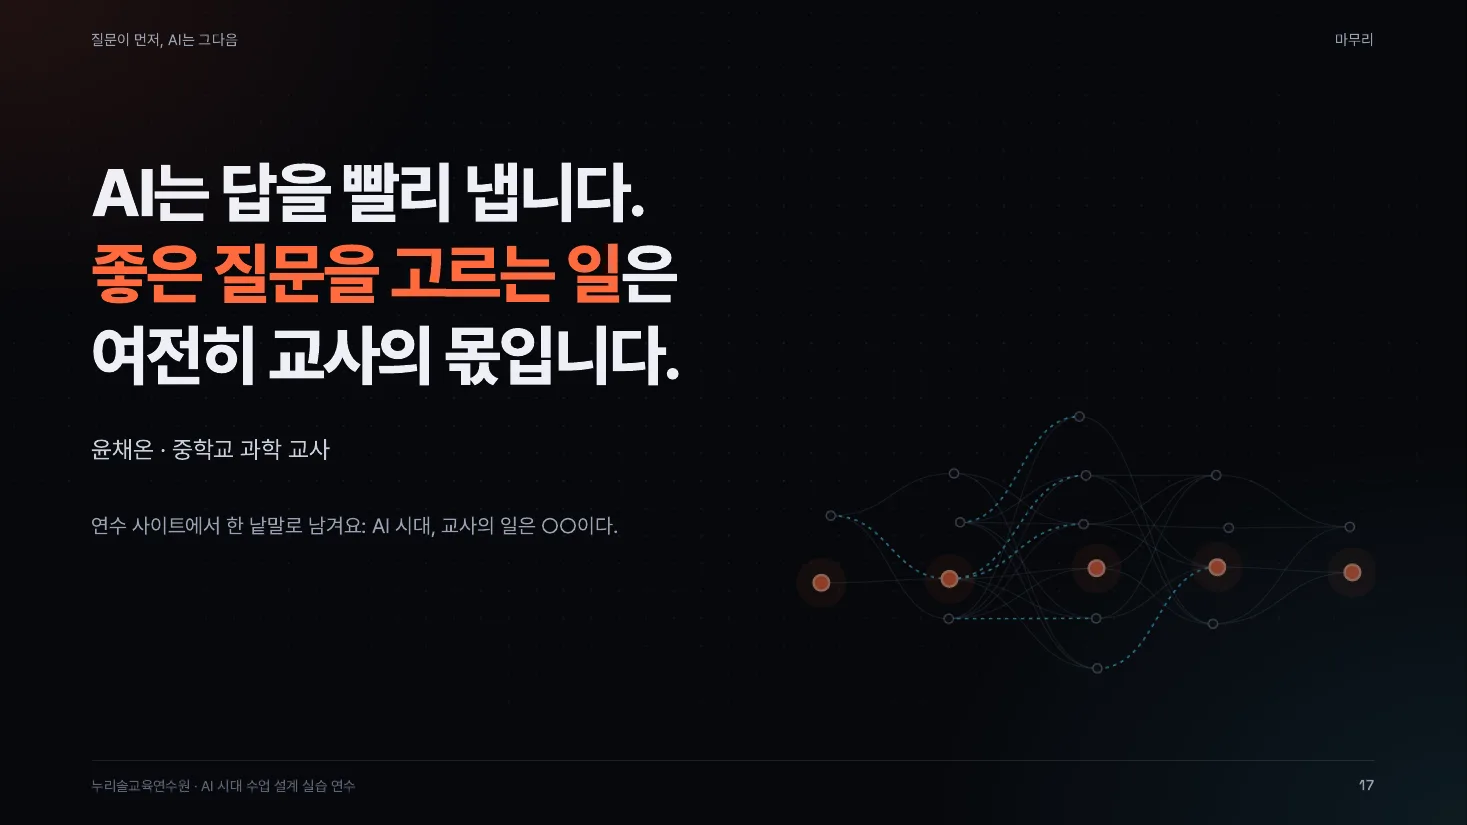 질문이 먼저, AI는 그다음
마무리
AI는 답을 빨리 냅니다.
좋은 질문을 고르는 일은
여전히 교사의 몫입니다.
윤채온 · 중학교 과학 교사
연수 사이트에서 한 낱말로 남겨요: AI 시대, 교사의 일은 ○○이다.
누리솔교육연수원 · AI 시대 수업 설계 실습 연수
17